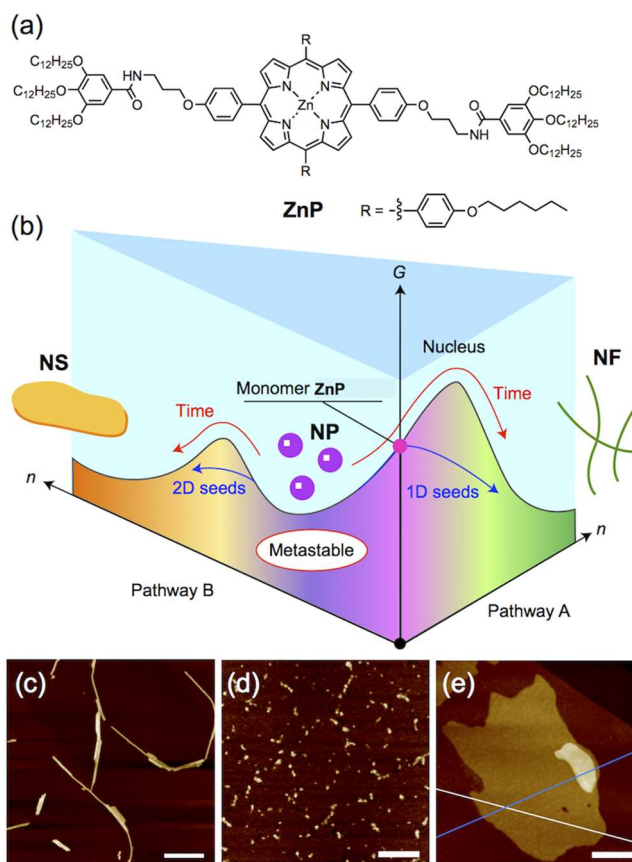 (a)
R
C12H25O
HN
C12H25O
O
C12H25O
O
N
N
Zn
N
N
R
O
NH
O
OC12H25
OC12H25
OC12H25
ZnP
R =
O
(b)
G
Nucleus
NS
NF
Monomer ZnP
Time
Time
NP
n
2D seeds
1D seeds
n
Metastable
Pathway B
Pathway A
(c)
(d)
(e)